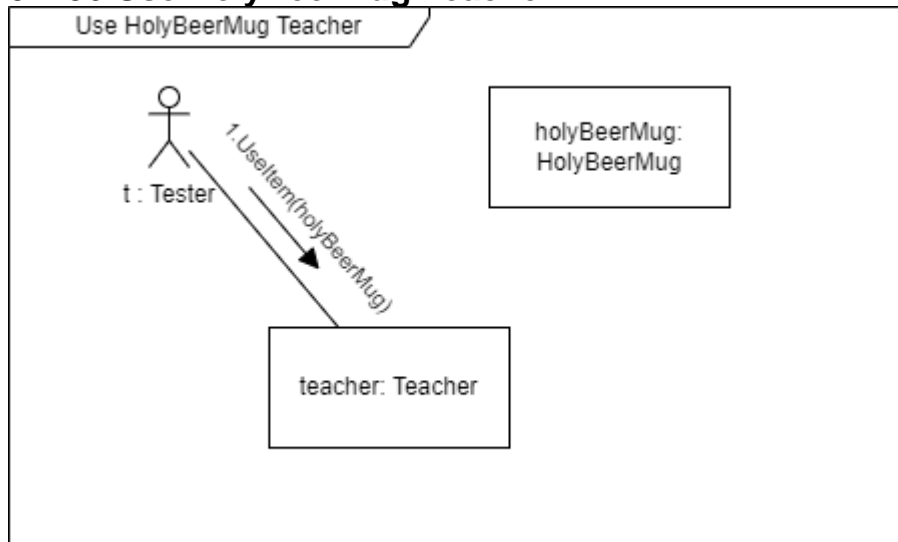 Use HolyBeerMug Teacher
t : Tester
1.UseItem(holyBeerMug)
holyBeerMug:
HolyBeerMug
teacher: Teacher